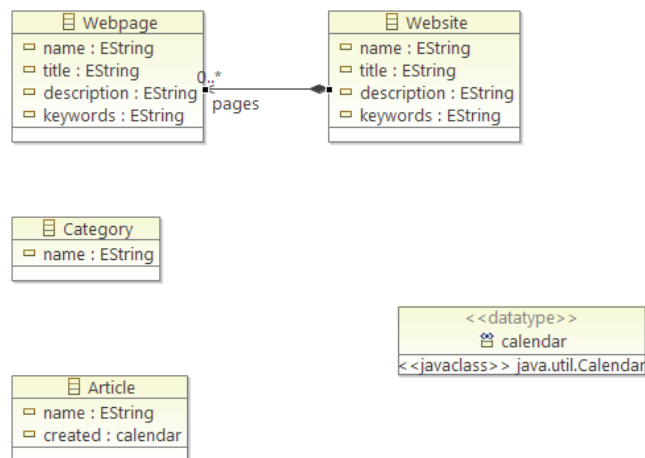 Webpage
name : EString
title : EString
description : EString
keywords : EString
0..*
pages
Website
name : EString
title : EString
description : EString
keywords : EString
Category
name : EString
<<datatype>>
calendar
<<javaclass>> java.util.Calendar
Article
name : EString
created : calendar